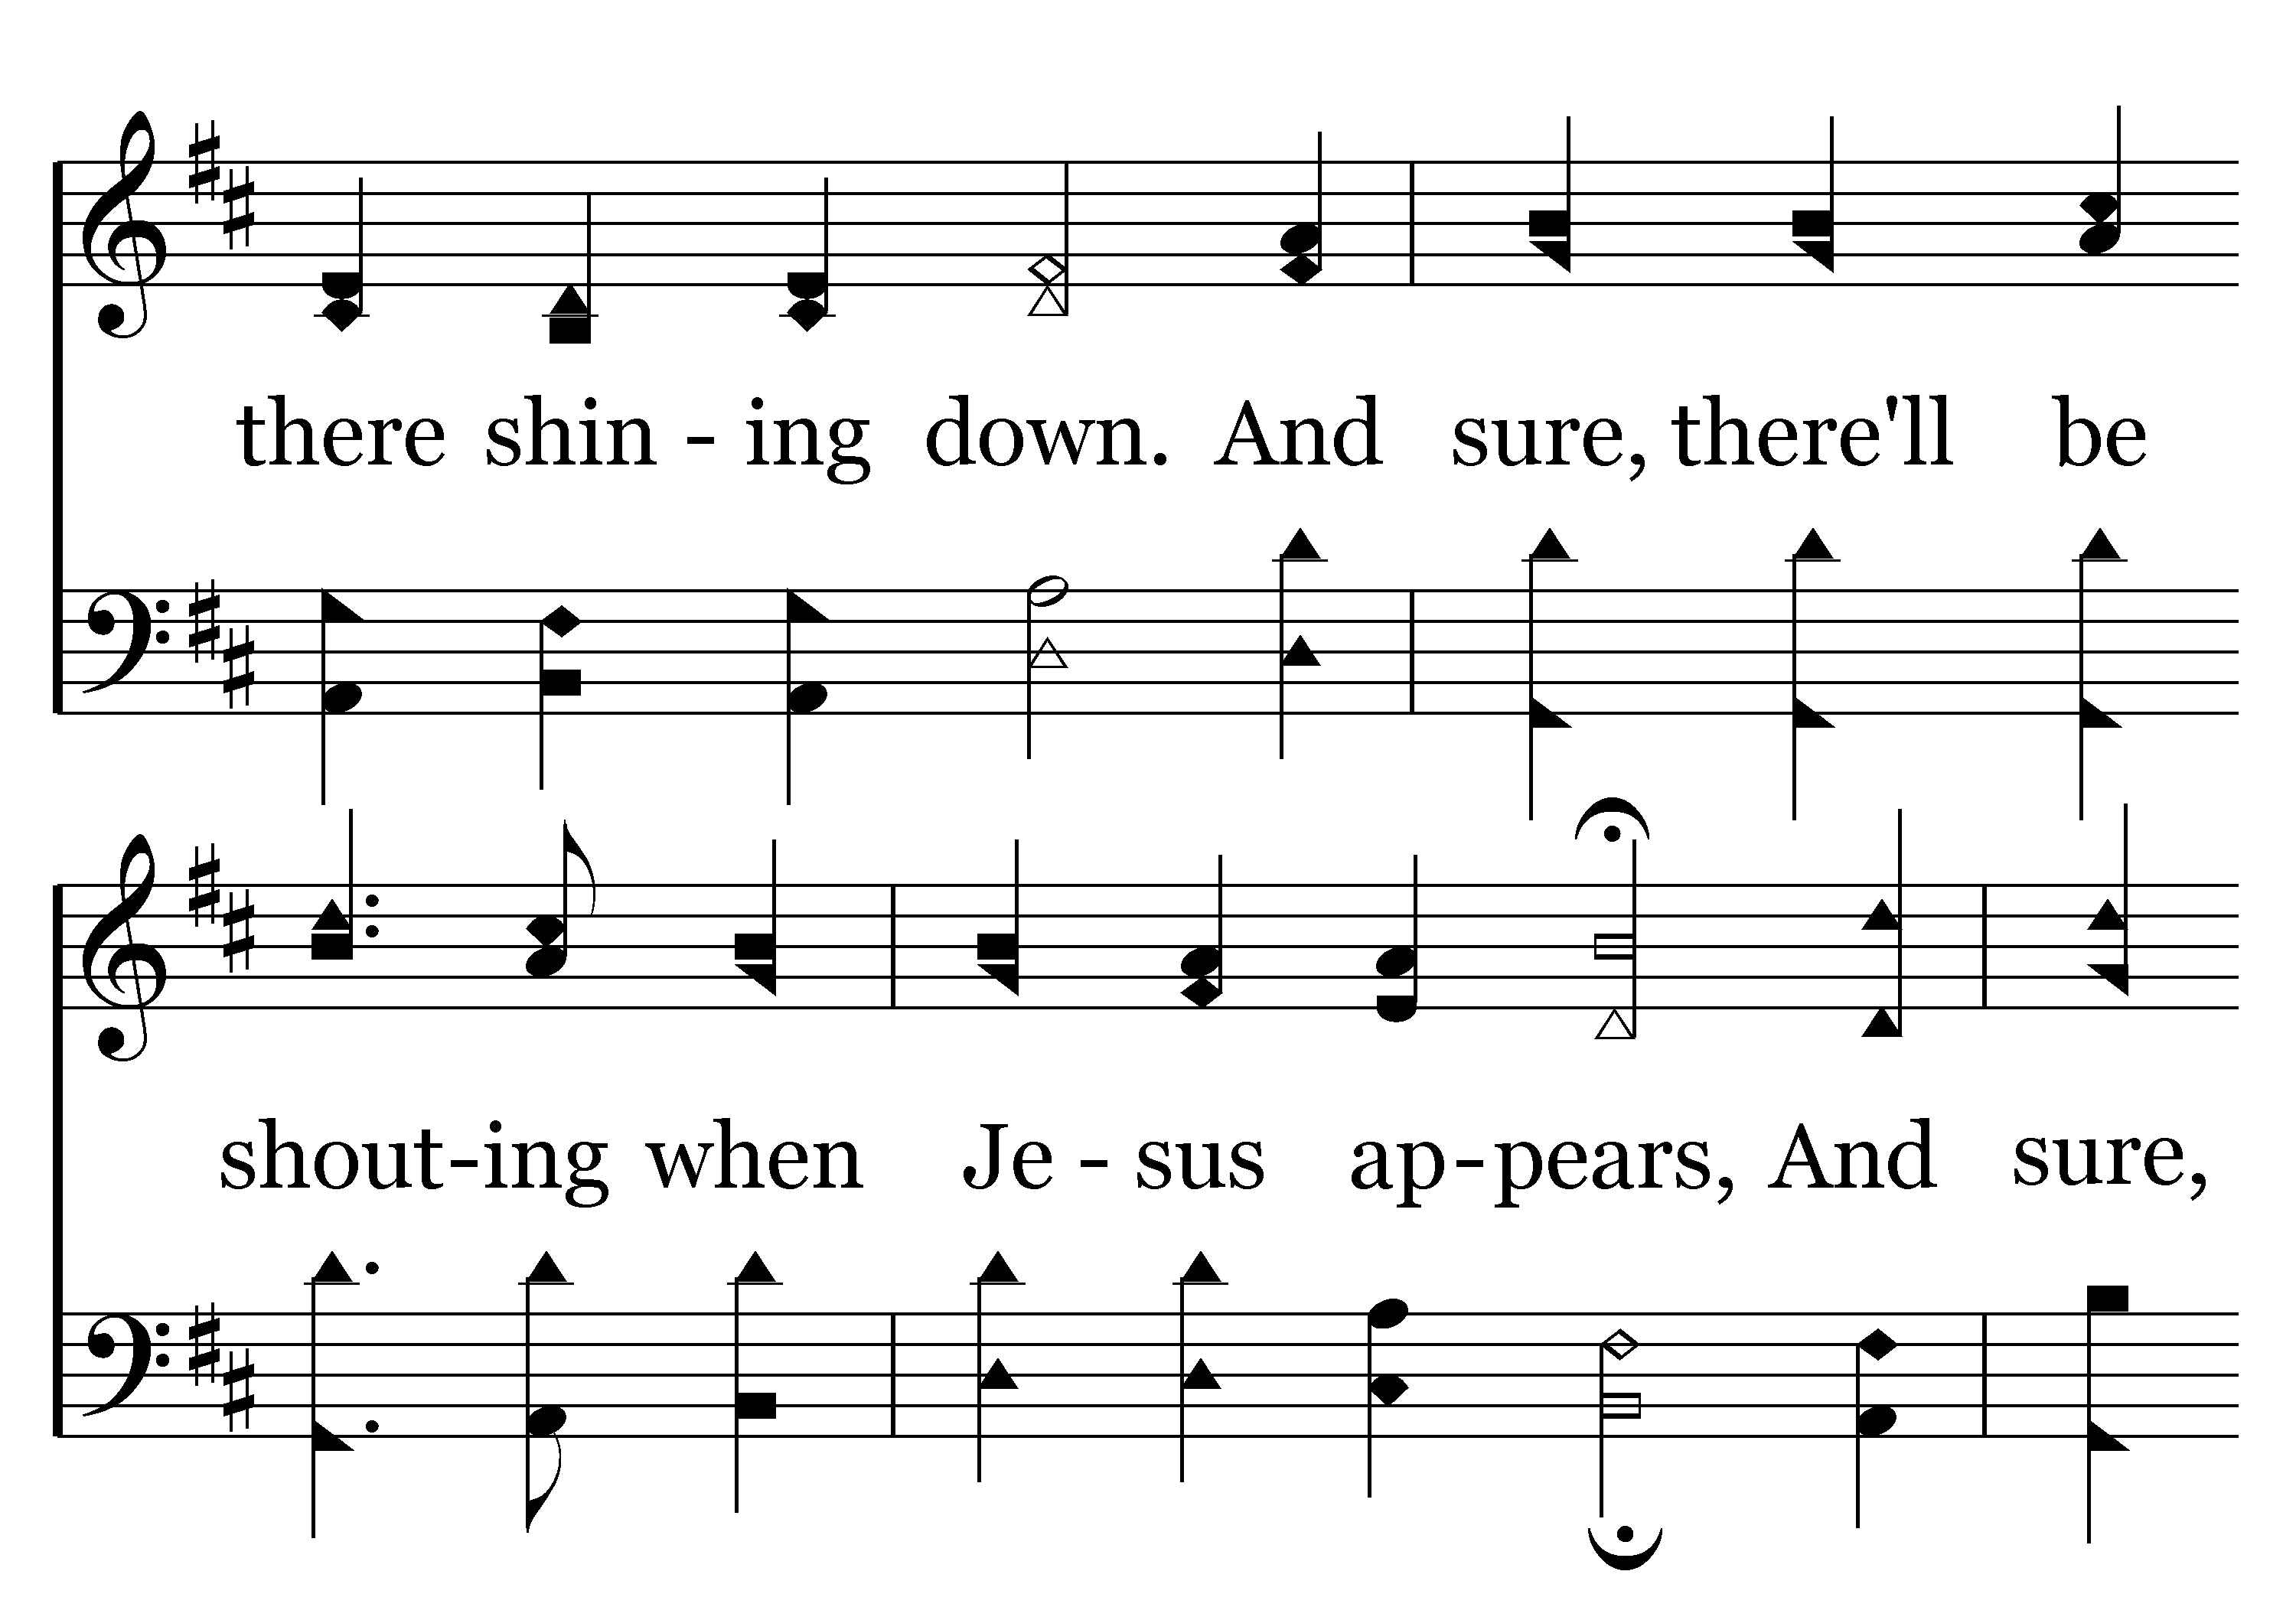 there shin - ing down. And sure, there'll be
shout-ing when Je - sus ap-pears, And sure,